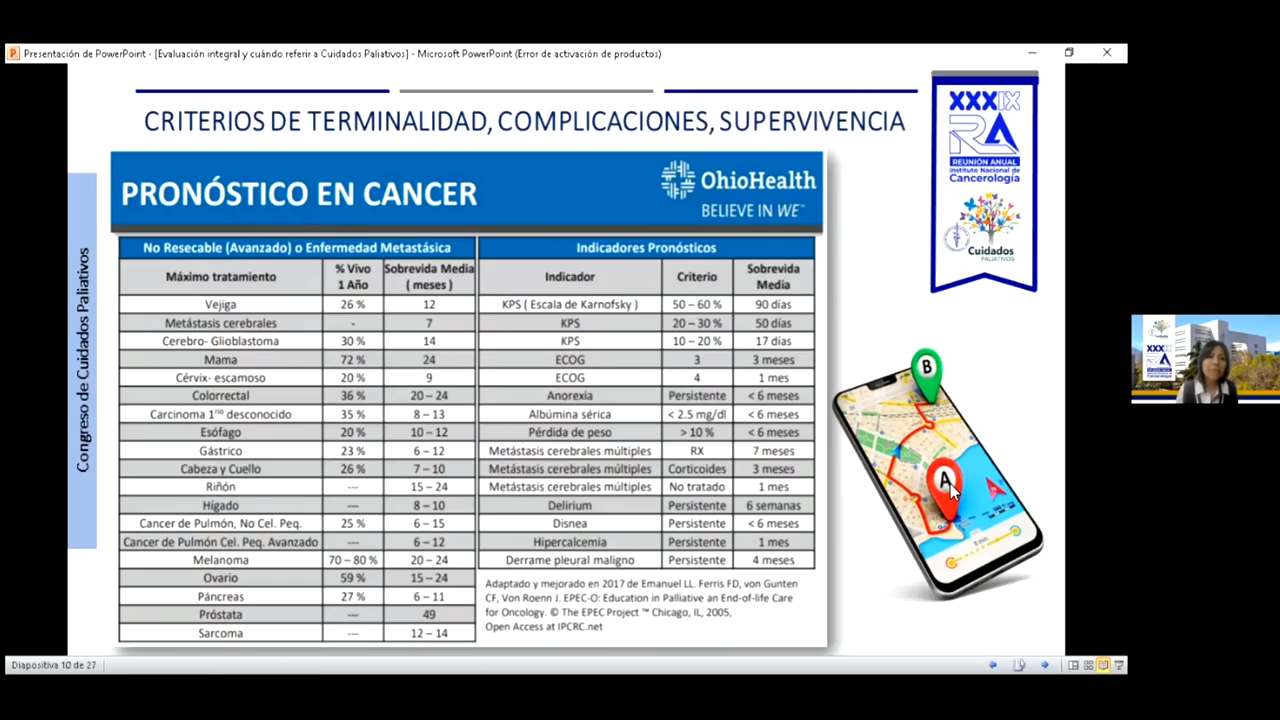 Presentación de PowerPoint - [Evaluación integral y cuándo referir a Cuidados Paliativos] - Microsoft PowerPoint (Error de activación de productos)
CRITERIOS DE TERMINALIDAD, COMPLICACIONES, SUPERVIVENCIA
XXXIX
RA
REUNIÓN ANUAL
Instituto Nacional de
Cancerología
Cuidados
PALIATIVOS
Congreso de Cuidados Paliativos
PRONÓSTICO EN CANCER
OhioHealth
BELIEVE IN WE™
No Resecable (Avanzado) o Enfermedad Metastásica
Máximo tratamiento % Vivo 1 Año Sobrevida Media ( meses )
Vejiga 26 % 12
Metástasis cerebrales - 7
Cerebro- Glioblastoma 30 % 14
Mama 72 % 24
Cérvix- escamoso 20 % 9
Colorrectal 36 % 20 – 24
Carcinoma 1rio desconocido 35 % 8 – 13
Esófago 20 % 10 – 12
Gástrico 23 % 6 – 12
Cabeza y Cuello 26 % 7 – 10
Riñón --- 15 – 24
Hígado --- 8 – 10
Cancer de Pulmón, No Cel. Peq. 25 % 6 – 15
Cancer de Pulmón Cel. Peq. Avanzado --- 6 – 12
Melanoma 70 – 80 % 20 – 24
Ovario 59 % 15 – 24
Páncreas 27 % 6 – 11
Próstata --- 49
Sarcoma --- 12 – 14
Indicadores Pronósticos
Indicador Criterio Sobrevida Media
KPS ( Escala de Karnofsky ) 50 – 60 % 90 días
KPS 20 – 30 % 50 días
KPS 10 – 20 % 17 días
ECOG 3 3 meses
ECOG 4 1 mes
Anorexia Persistente < 6 meses
Albúmina sérica < 2.5 mg/dl < 6 meses
Pérdida de peso > 10 % < 6 meses
Metástasis cerebrales múltiples RX 7 meses
Metástasis cerebrales múltiples Corticoides 3 meses
Metástasis cerebrales múltiples No tratado 1 mes
Delirium Persistente 6 semanas
Disnea Persistente < 6 meses
Hipercalcemia Persistente 1 mes
Derrame pleural maligno Persistente 4 meses
Adaptado y mejorado en 2017 de Emanuel LL. Ferris FD, von Gunten
CF, Von Roenn J. EPEC-O: Education in Palliative an End-of-life Care
for Oncology. © The EPEC Project ™ Chicago, IL, 2005,
Open Access at IPCRC.net
B
A
Diapositiva 10 de 27